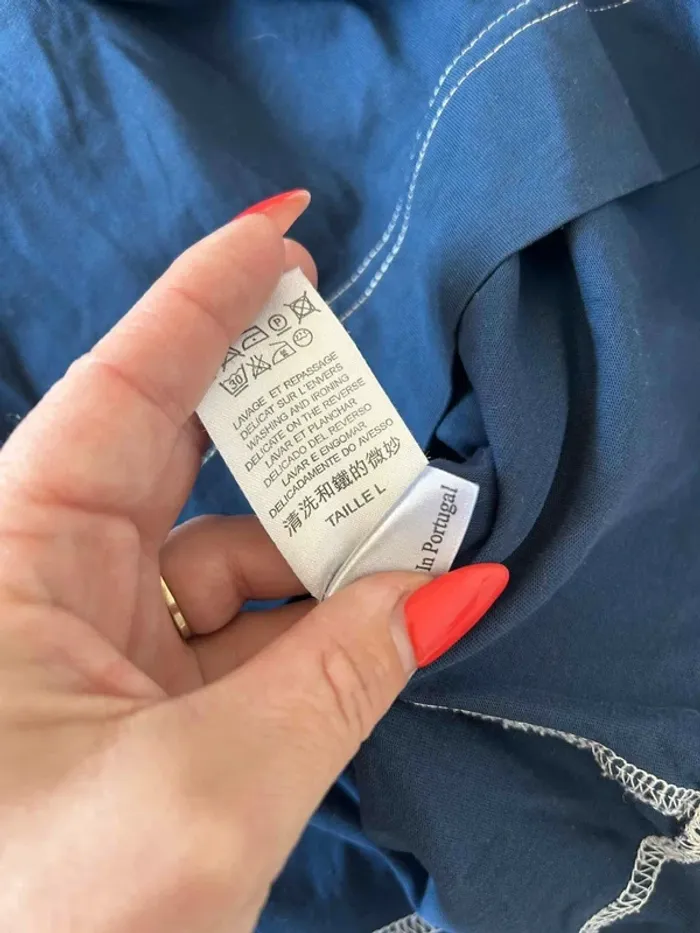 30
LAVAGE ET REPASSAGE
DELICAT SUR L'ENVERS
WASHING AND IRONING
DELICATE ON THE REVERSE
LAVAR ET PLANCHAR
DELICADO DEL REVERSO
LAVAR E ENGOMAR
DELICADAMENTE DO AVESSO
清洗和鐵的微妙
TAILLE L
In Portugal